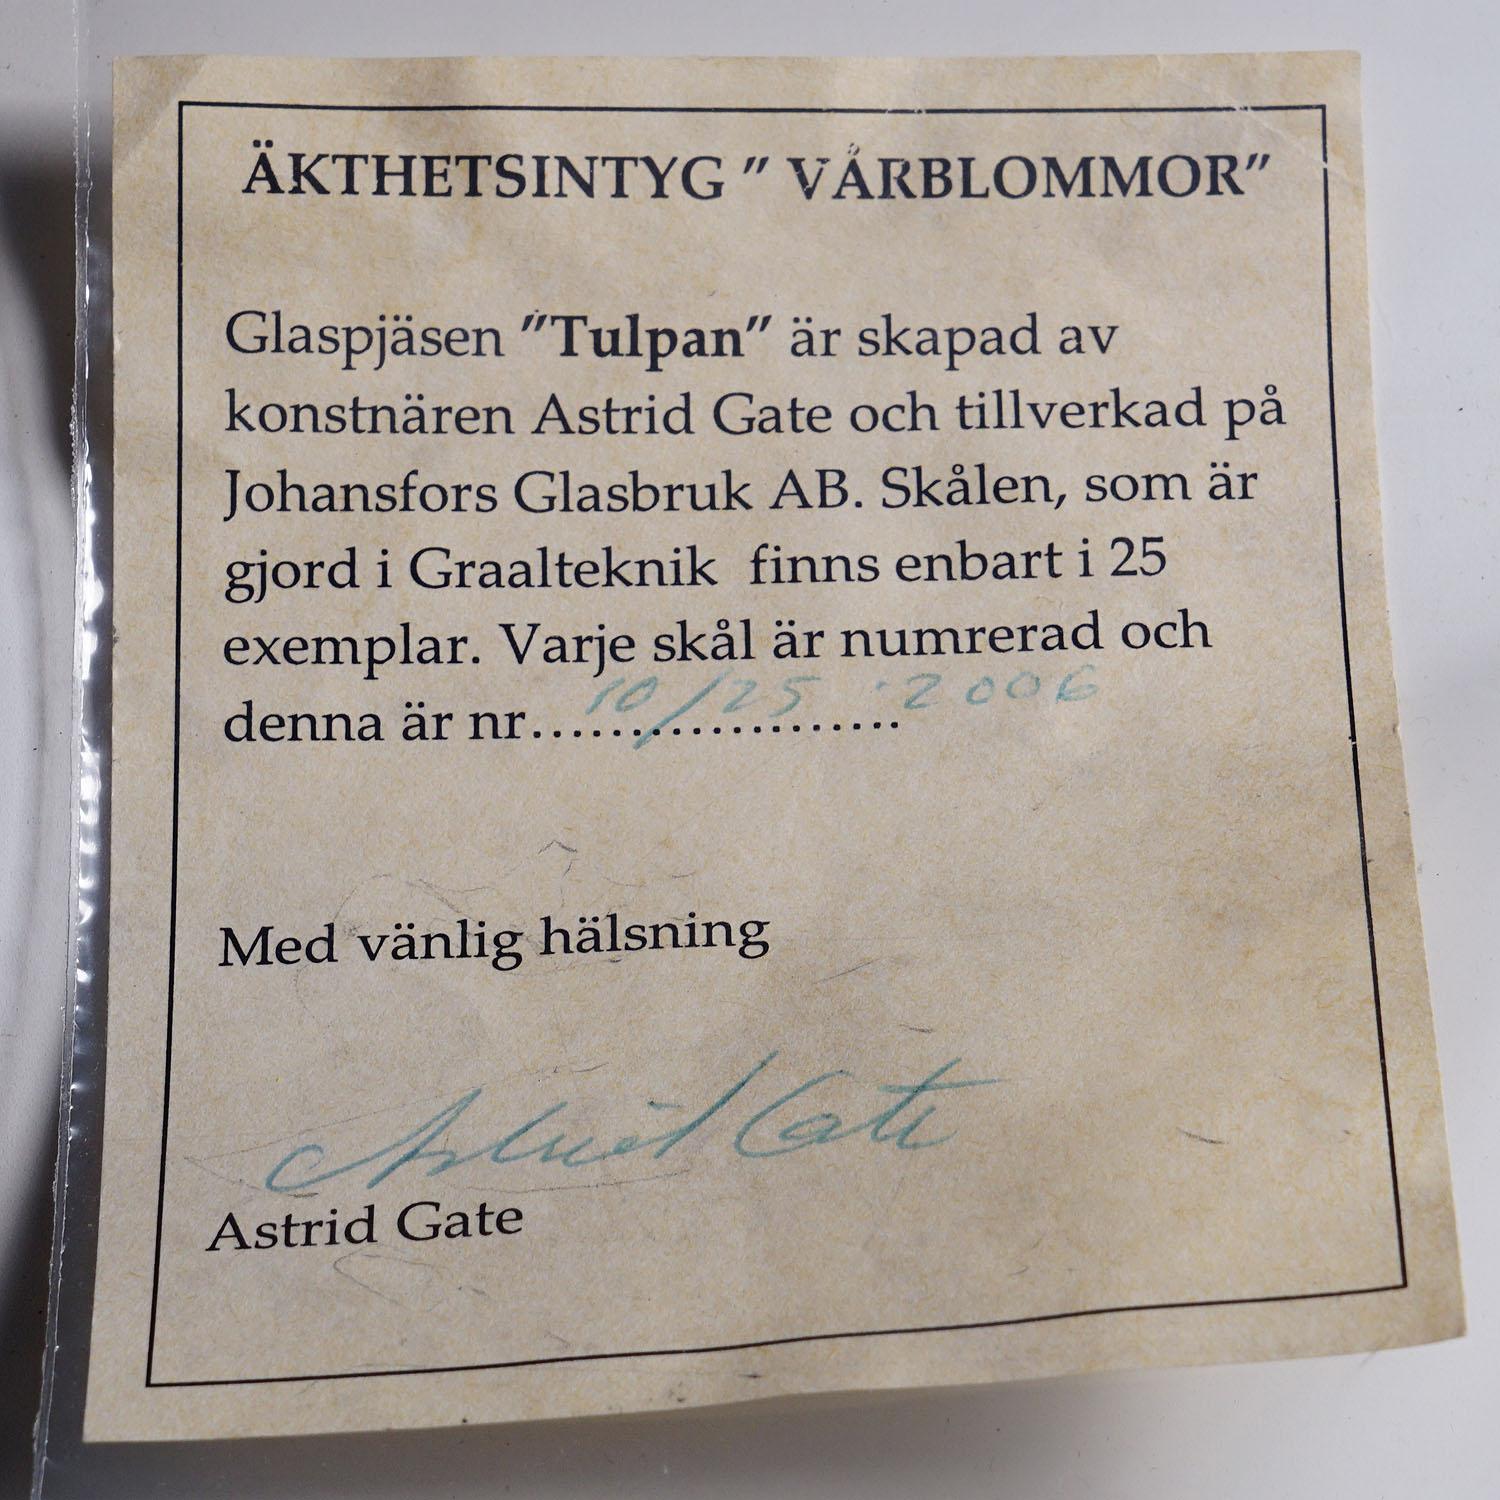 ÄKTHETSINTYG ” VÅRBLOMMOR”
Glaspjäsen ”Tulpan” är skapad av
konstnären Astrid Gate och tillverkad på
Johansfors Glasbruk AB. Skålen, som är
gjord i Graalteknik  finns enbart i 25
exemplar. Varje skål är numrerad och
denna är nr...10/25...2006
Med vänlig hälsning
Astrid Gate
Astrid Gate